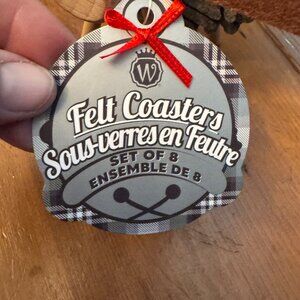 W
Felt Coasters
Sous-verres en Feutre
SET OF 8
ENSEMBLE DE 8